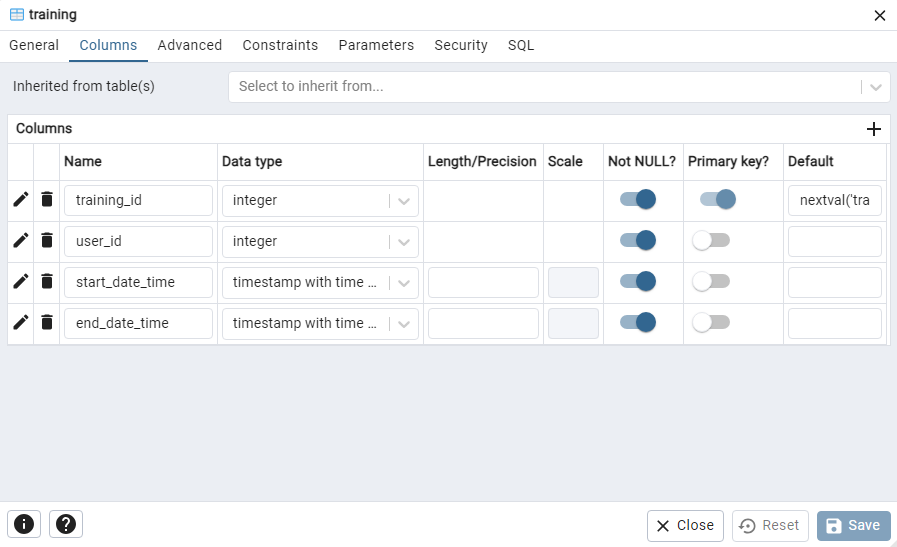 training
General Columns Advanced Constraints Parameters Security SQL
Inherited from table(s) Select to inherit from...
Columns
Name Data type Length/Precision Scale Not NULL? Primary key? Default
training_id integer nextval('tra
user_id integer
start_date_time timestamp with time ...
end_date_time timestamp with time ...
Close Reset Save